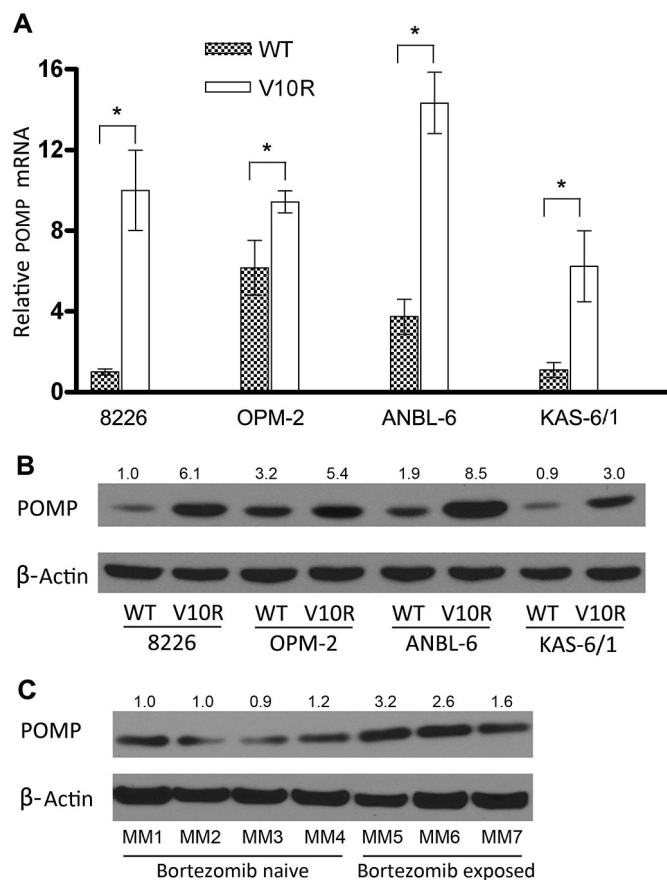 A
WT
V10R
Relative POMP mRNA
16
12
8
4
0
* * * *
8226 OPM-2 ANBL-6 KAS-6/1
B
1.0 6.1 3.2 5.4 1.9 8.5 0.9 3.0
POMP
β-Actin
WT V10R WT V10R WT V10R WT V10R
8226 OPM-2 ANBL-6 KAS-6/1
C
1.0 1.0 0.9 1.2 3.2 2.6 1.6
POMP
β-Actin
MM1 MM2 MM3 MM4 MM5 MM6 MM7
Bortezomib naive Bortezomib exposed